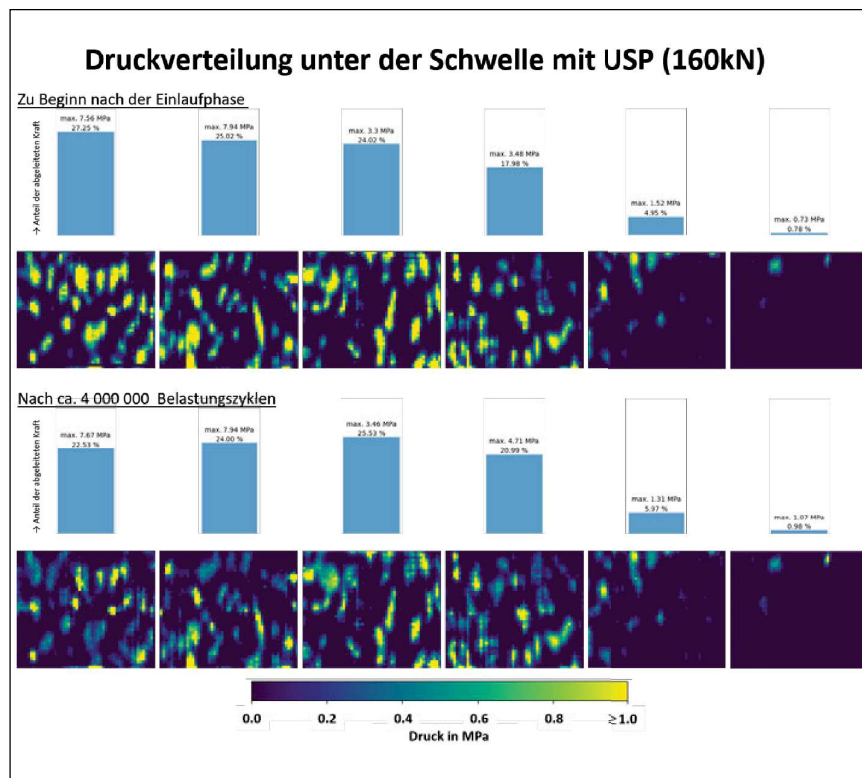 Druckverteilung unter der Schwelle mit USP (160kN)
Zu Beginn nach der Einlaufphase
→ Anteil der abgeleiteten Kraft
max. 7.56 MPa
27.25 %
max. 7.94 MPa
25.02 %
max. 3.3 MPa
24.02 %
max. 3.48 MPa
17.98 %
max. 1.52 MPa
4.95 %
max. 0.73 MPa
0.78 %
Nach ca. 4 000 000 Belastungszyklen
→ Anteil der abgeleiteten Kraft
max. 7.67 MPa
22.53 %
max. 7.94 MPa
24.00 %
max. 3.46 MPa
25.53 %
max. 4.71 MPa
20.99 %
max. 1.31 MPa
5.97 %
max. 1.07 MPa
0.98 %
0.0 0.2 0.4 0.6 0.8 ≥1.0
Druck in MPa